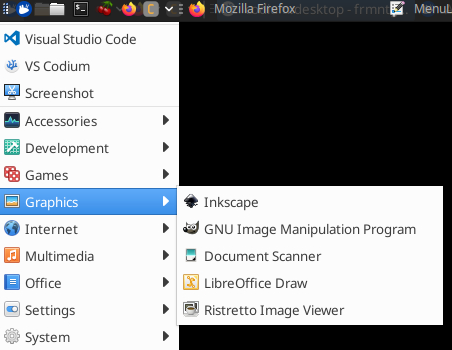 Mozilla Firefox
desktop - frmn
MenuL
Visual Studio Code
VS Codium
Screenshot
Accessories
Development
Games
Graphics
Internet
Multimedia
Office
Settings
System
Inkscape
GNU Image Manipulation Program
Document Scanner
LibreOffice Draw
Ristretto Image Viewer